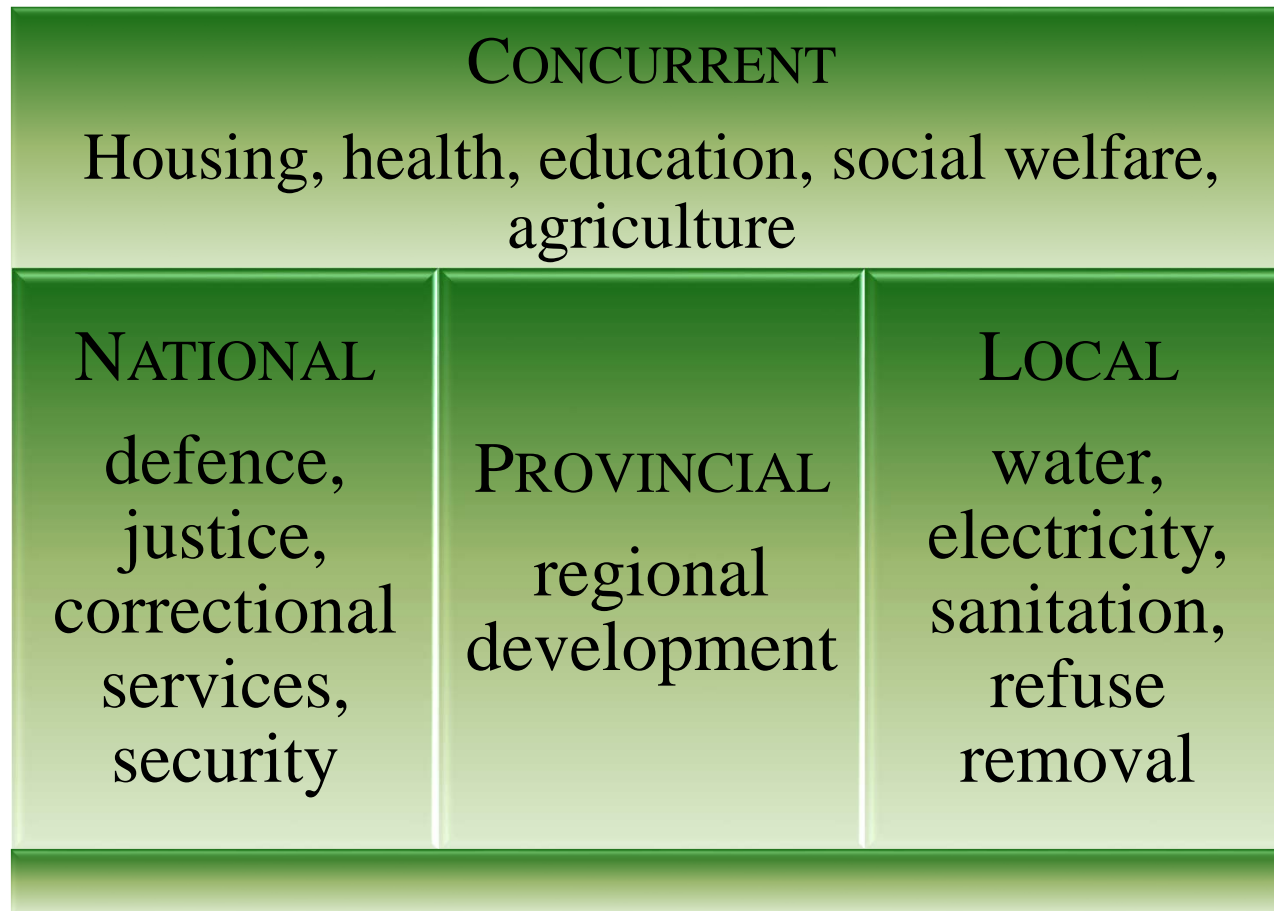 CONCURRENT
Housing, health, education, social welfare,
agriculture
NATIONAL
defence,
justice,
correctional
services,
security
PROVINCIAL
regional
development
LOCAL
water,
electricity,
sanitation,
refuse
removal